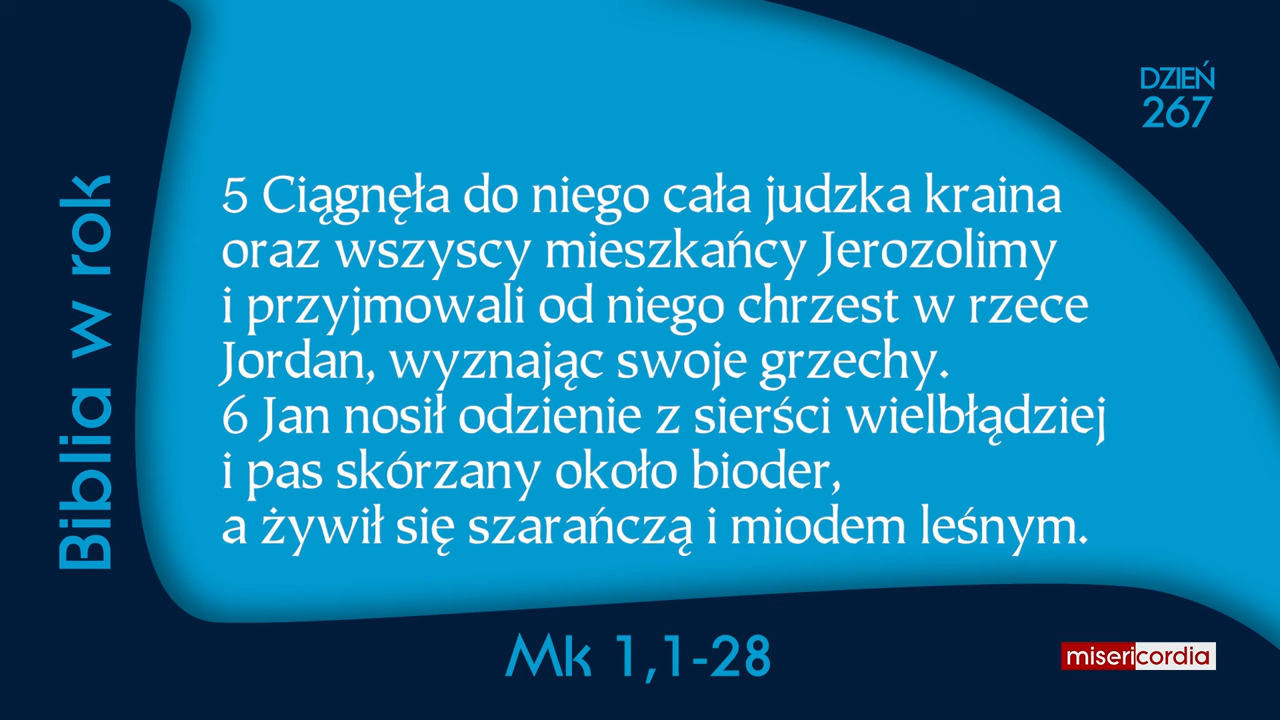 DZIEŃ
267
Biblia w rok
5 Ciągnęła do niego cała judzka kraina
oraz wszyscy mieszkańcy Jerozolimy
i przyjmowali od niego chrzest w rzece
Jordan, wyznając swoje grzechy.
6 Jan nosił odzienie z sierści wielbłądziej
i pas skórzany około bioder,
a żywił się szarańczą i miodem leśnym.
Mk 1,1-28
misericordia